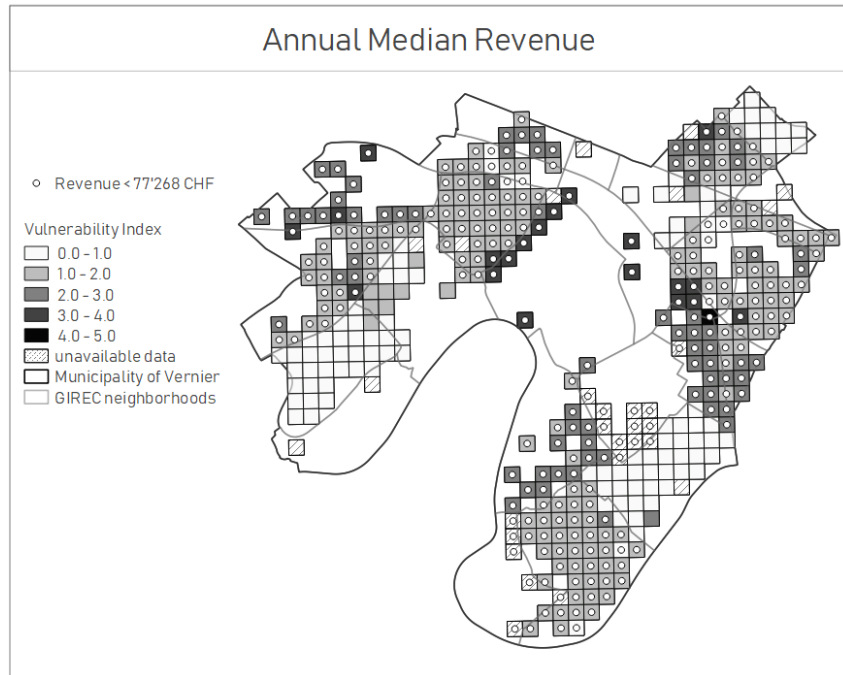 Annual Median Revenue
Revenue < 77'268 CHF
Vulnerability Index
0.0 - 1.0
1.0 - 2.0
2.0 - 3.0
3.0 - 4.0
4.0 - 5.0
unavailable data
Municipality of Vernier
GIREC neighborhoods